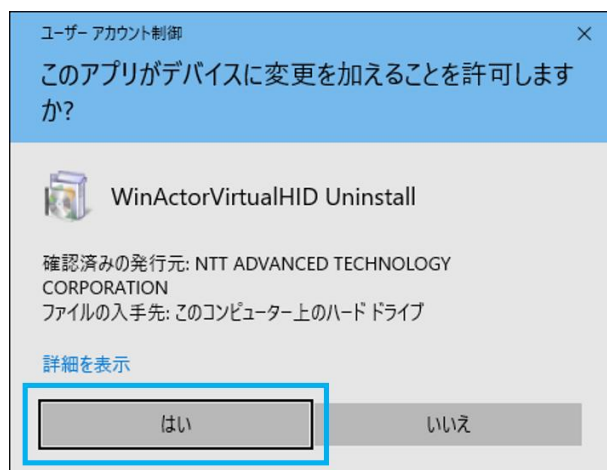 ユーザー アカウント制御
このアプリがデバイスに変更を加えることを許可します
か?
WinActorVirtualHID Uninstall
確認済みの発行元: NTT ADVANCED TECHNOLOGY
CORPORATION
ファイルの入手先: このコンピューター上のハード ドライブ
詳細を表示
はい
いいえ